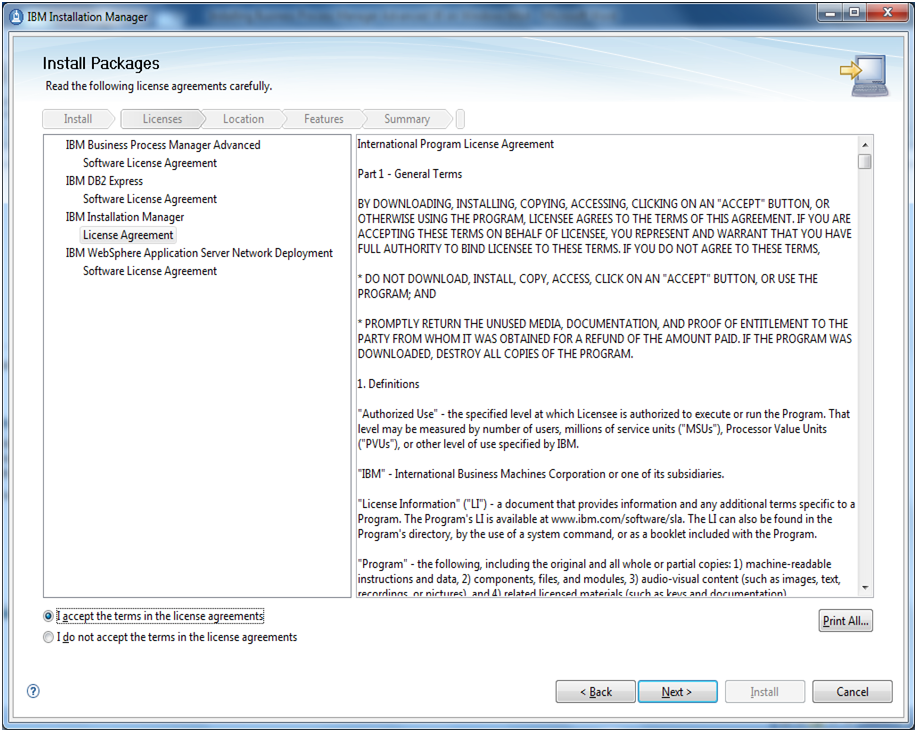 IBM Installation Manager
Install Packages
Read the following license agreements carefully.
Install
Licenses
Location
Features
Summary
IBM Business Process Manager Advanced
Software License Agreement
IBM DB2 Express
Software License Agreement
IBM Installation Manager
License Agreement
IBM WebSphere Application Server Network Deployment
Software License Agreement
International Program License Agreement
Part 1 - General Terms
BY DOWNLOADING, INSTALLING, COPYING, ACCESSING, CLICKING ON AN "ACCEPT" BUTTON, OR
OTHERWISE USING THE PROGRAM, LICENSEE AGREES TO THE TERMS OF THIS AGREEMENT. IF YOU ARE
ACCEPTING THESE TERMS ON BEHALF OF LICENSEE, YOU REPRESENT AND WARRANT THAT YOU HAVE
FULL AUTHORITY TO BIND LICENSEE TO THESE TERMS. IF YOU DO NOT AGREE TO THESE TERMS,
* DO NOT DOWNLOAD, INSTALL, COPY, ACCESS, CLICK ON AN "ACCEPT" BUTTON, OR USE THE
PROGRAM; AND
* PROMPTLY RETURN THE UNUSED MEDIA, DOCUMENTATION, AND PROOF OF ENTITLEMENT TO THE
PARTY FROM WHOM IT WAS OBTAINED FOR A REFUND OF THE AMOUNT PAID. IF THE PROGRAM WAS
DOWNLOADED, DESTROY ALL COPIES OF THE PROGRAM.
1. Definitions
"Authorized Use" - the specified level at which Licensee is authorized to execute or run the Program. That
level may be measured by number of users, millions of service units ("MSUs"), Processor Value Units
("PVUs"), or other level of use specified by IBM.
"IBM" - International Business Machines Corporation or one of its subsidiaries.
"License Information" ("LI") - a document that provides information and any additional terms specific to a
Program. The Program's LI is available at www.ibm.com/software/sla. The LI can also be found in the
Program's directory, by the use of a system command, or as a booklet included with the Program.
"Program" - the following, including the original and all whole or partial copies: 1) machine-readable
instructions and data, 2) components, files, and modules, 3) audio-visual content (such as images, text,
recordings, or pictures), and 4) related licensed materials (such as keys and documentation).
I accept the terms in the license agreements
I do not accept the terms in the license agreements
Print All...
?
< Back
Next >
Install
Cancel